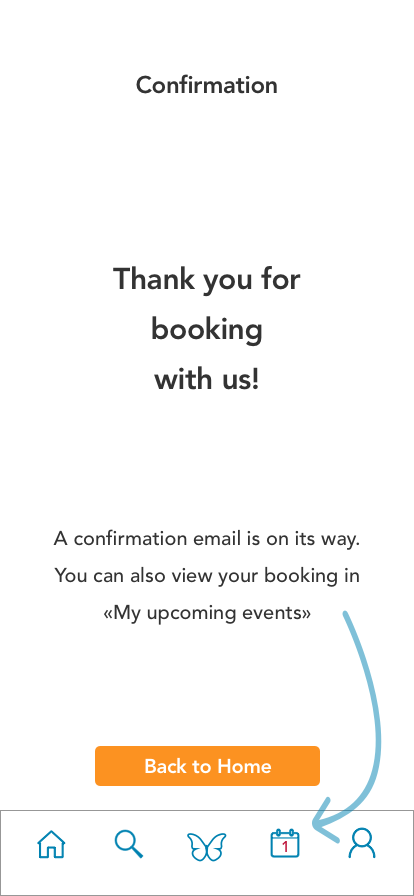 Confirmation
Thank you for
booking
with us!
A confirmation email is on its way.
You can also view your booking in
«My upcoming events»
Back to Home
1